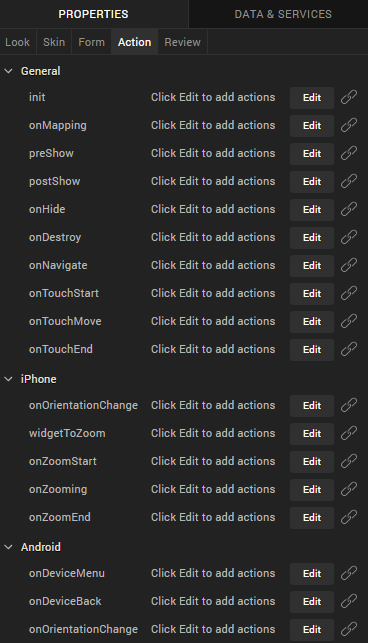 PROPERTIES DATA & SERVICES
Look Skin Form Action Review
General
init Click Edit to add actions Edit
onMapping Click Edit to add actions Edit
preShow Click Edit to add actions Edit
postShow Click Edit to add actions Edit
onHide Click Edit to add actions Edit
onDestroy Click Edit to add actions Edit
onNavigate Click Edit to add actions Edit
onTouchStart Click Edit to add actions Edit
onTouchMove Click Edit to add actions Edit
onTouchEnd Click Edit to add actions Edit
iPhone
onOrientationChange Click Edit to add actions Edit
widgetToZoom Click Edit to add actions Edit
onZoomStart Click Edit to add actions Edit
onZooming Click Edit to add actions Edit
onZoomEnd Click Edit to add actions Edit
Android
onDeviceMenu Click Edit to add actions Edit
onDeviceBack Click Edit to add actions Edit
onOrientationChange Click Edit to add actions Edit